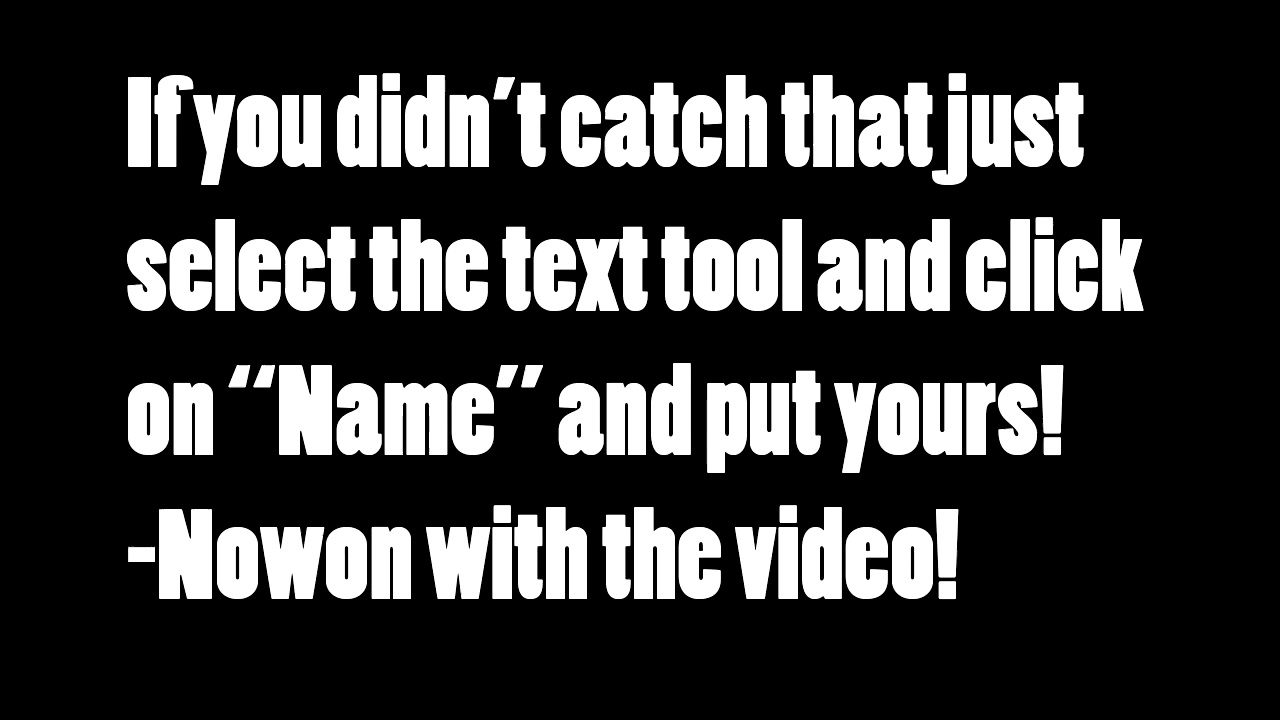 If you didn't catch that just
select the text tool and click
on “Name” and put yours!
-Nowon with the video!